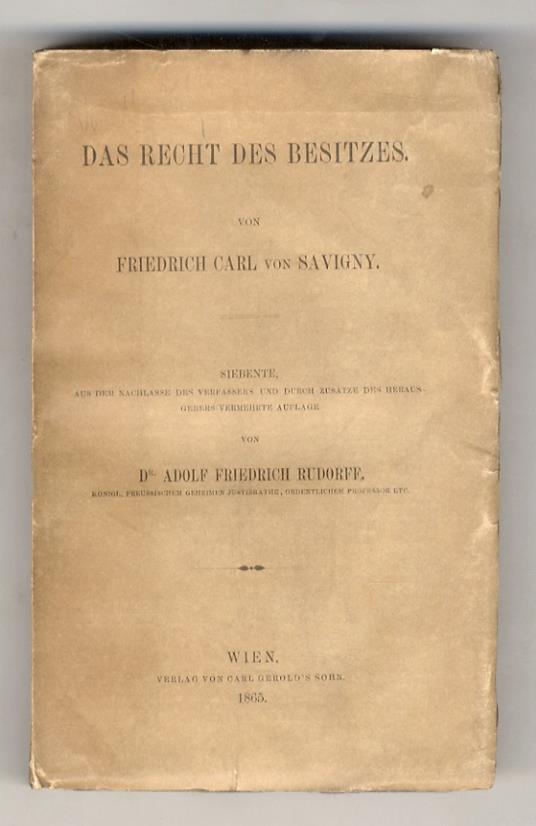 DAS RECHT DES BESITZES.
VON
FRIEDRICH CARL VON SAVIGNY.
SIEBENTE,
AUS DEM NACHLASSE DES VERFASSERS UND DURCH ZUSÄTZE DES HERAUS-
GEBERS VERMEHRTE AUFLAGE
VON
DR. ADOLF FRIEDRICH RUDORFF,
KÖNIGL. PREUSSISCHEM GEHEIMEN JUSTIZRATHE, ORDENTLICHEM PROFESSOR ETC.
WIEN.
VERLAG VON CARL GEROLD'S SOHN.
1865.